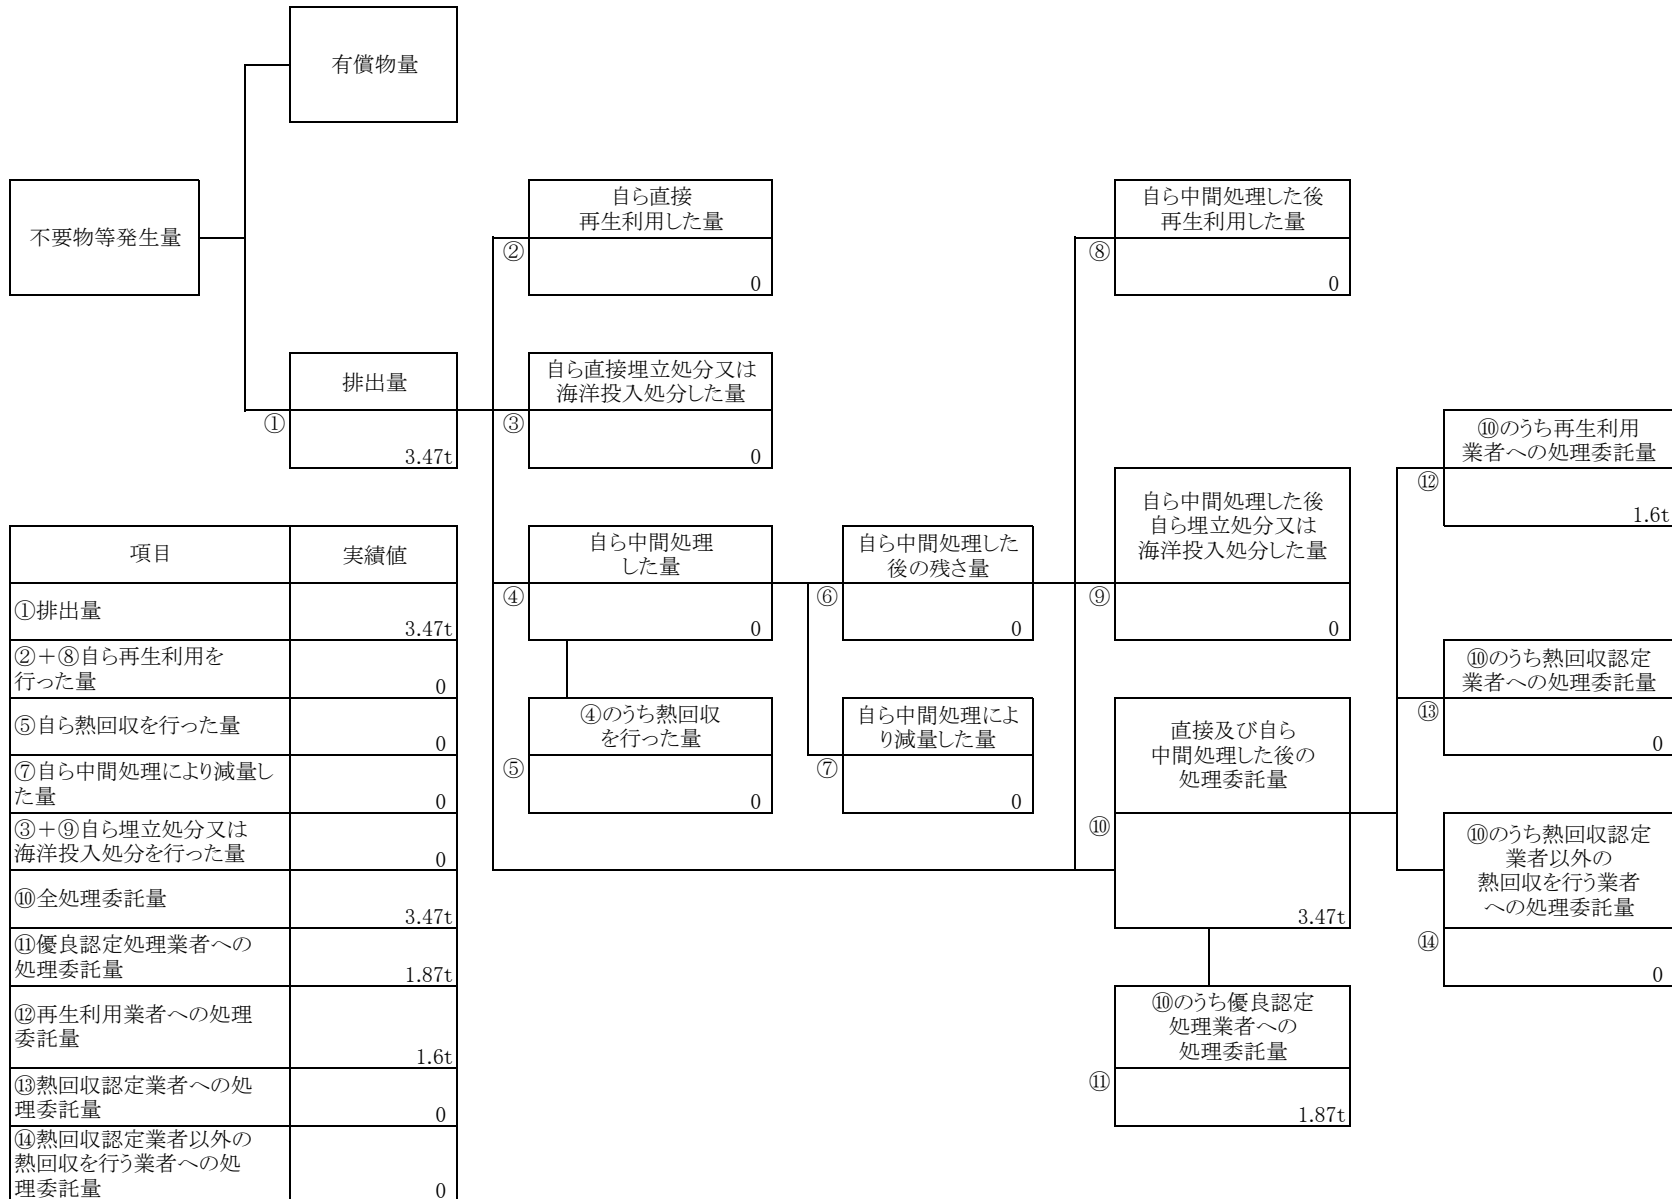 有償物量
不要物等発生量
自ら直接
再生利用した量
②
0
自ら中間処理した後
再生利用した量
⑧
0
排出量
①
3.47t
自ら直接埋立処分又は
海洋投入処分した量
③
0
自ら中間処理
した量
④
0
自ら中間処理した
後の残さ量
⑥
0
自ら中間処理した後
自ら埋立処分又は
海洋投入処分した量
⑨
0
⑩のうち再生利用
業者への処理委託量
⑫
1.6t
④のうち熱回収
を行った量
⑤
0
自ら中間処理によ
り減量した量
⑦
0
直接及び自ら
中間処理した後の
処理委託量
⑩
3.47t
⑩のうち熱回収認定
業者への処理委託量
⑬
0
⑩のうち熱回収認定
業者以外の
熱回収を行う業者
への処理委託量
⑭
0
⑩のうち優良認定
処理業者への
処理委託量
⑪
1.87t
項目 実績値
①排出量
3.47t
②＋⑧自ら再生利用を
行った量
0
⑤自ら熱回収を行った量
0
⑦自ら中間処理により減量し
た量
0
③＋⑨自ら埋立処分又は
海洋投入処分を行った量
0
⑩全処理委託量
3.47t
⑪優良認定処理業者への
処理委託量
1.87t
⑫再生利用業者への処理
委託量
1.6t
⑬熱回収認定業者への処
理委託量
0
⑭熱回収認定業者以外の
熱回収を行う業者への処
理委託量
0